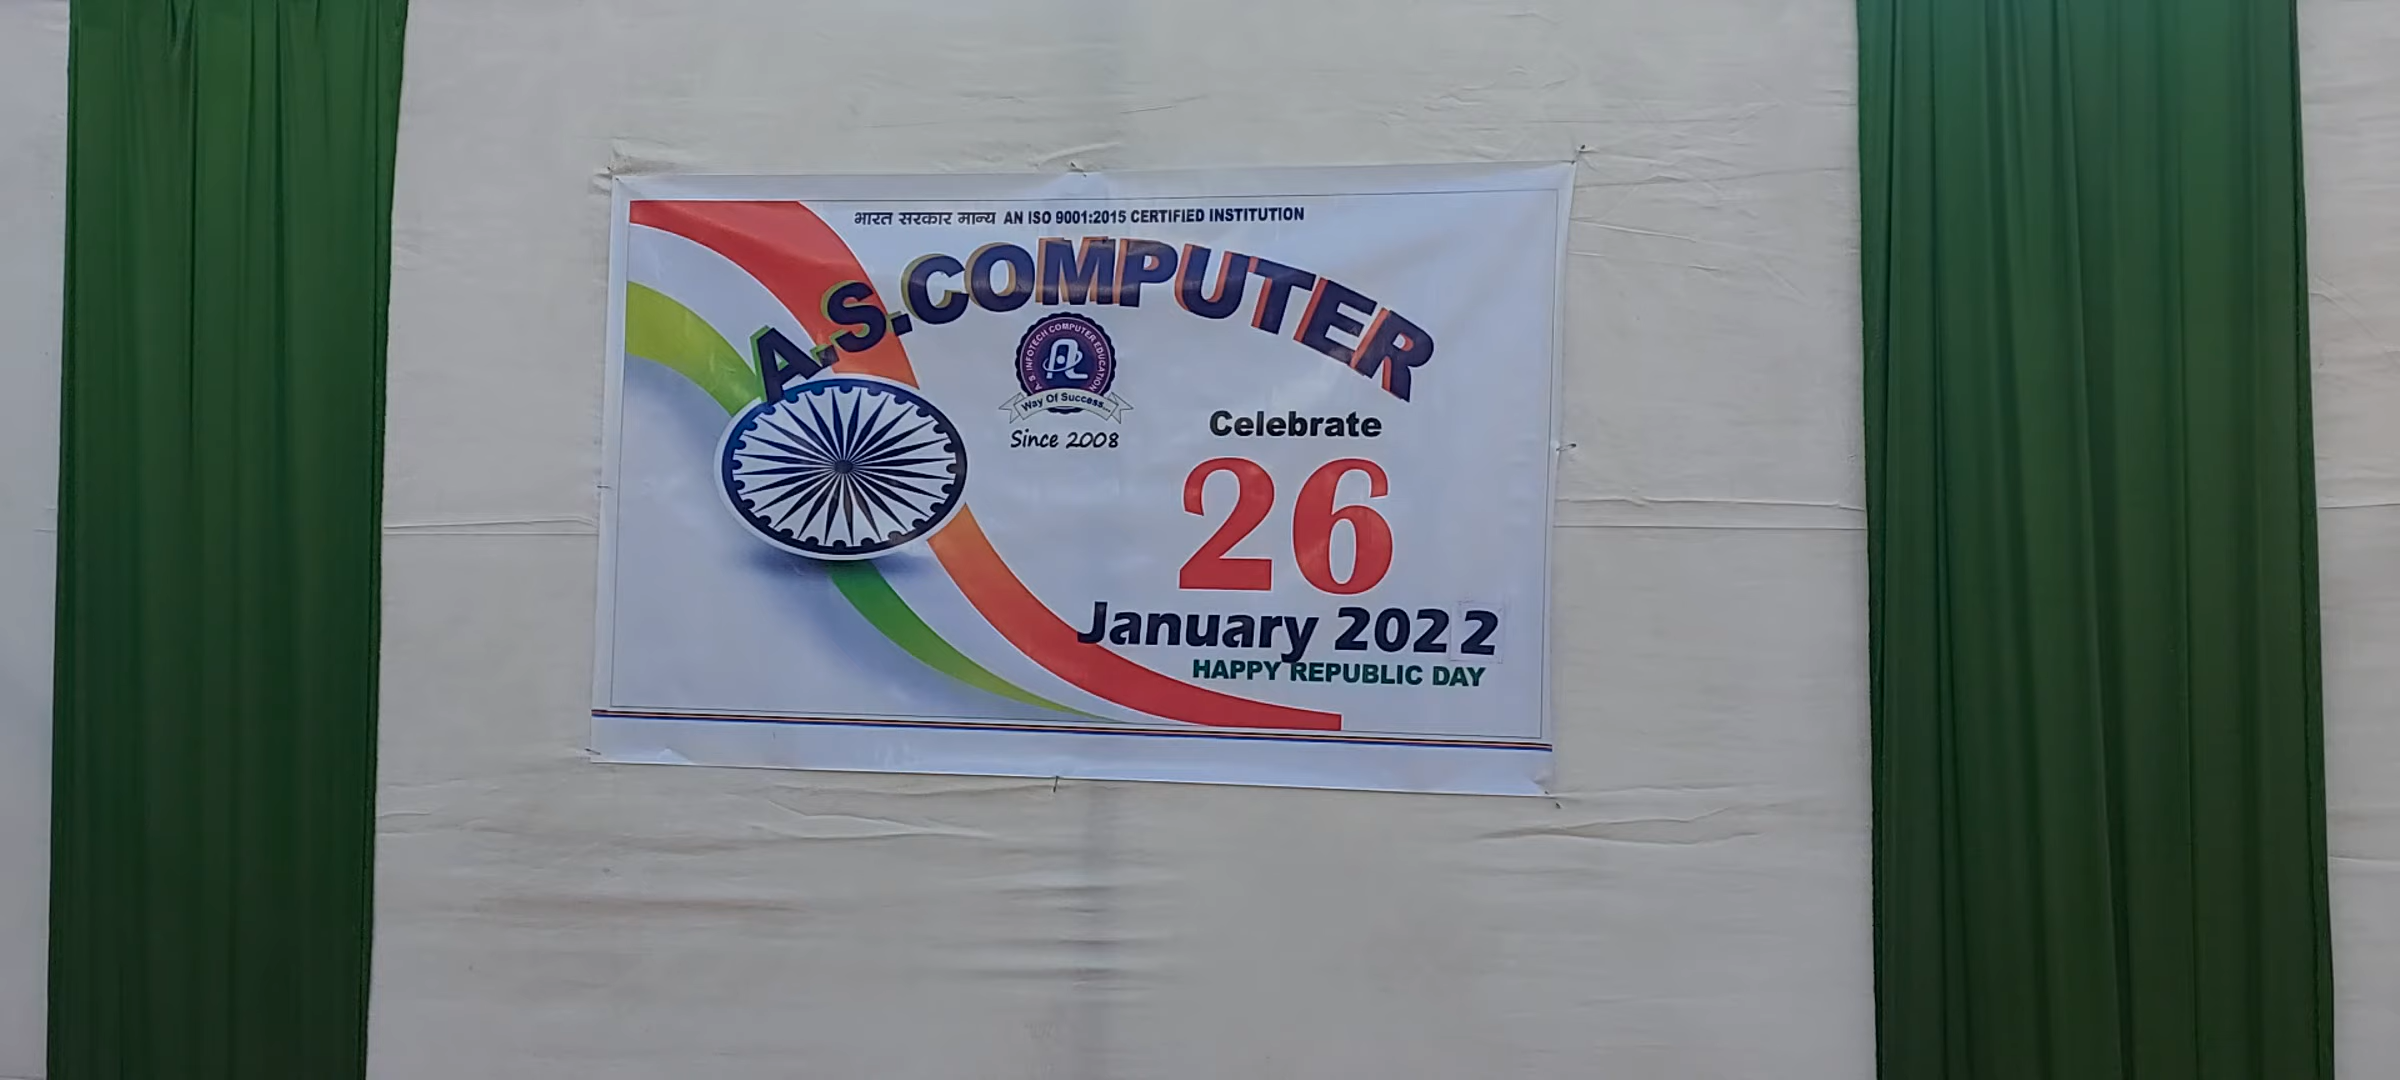 भारत सरकार मान्य AN ISO 9001:2015 CERTIFIED INSTITUTION
A.S.COMPUTER
A. S. INFOTECH COMPUTER EDUCATION
Way Of Success...
Since 2008
Celebrate
26
January 2022
HAPPY REPUBLIC DAY